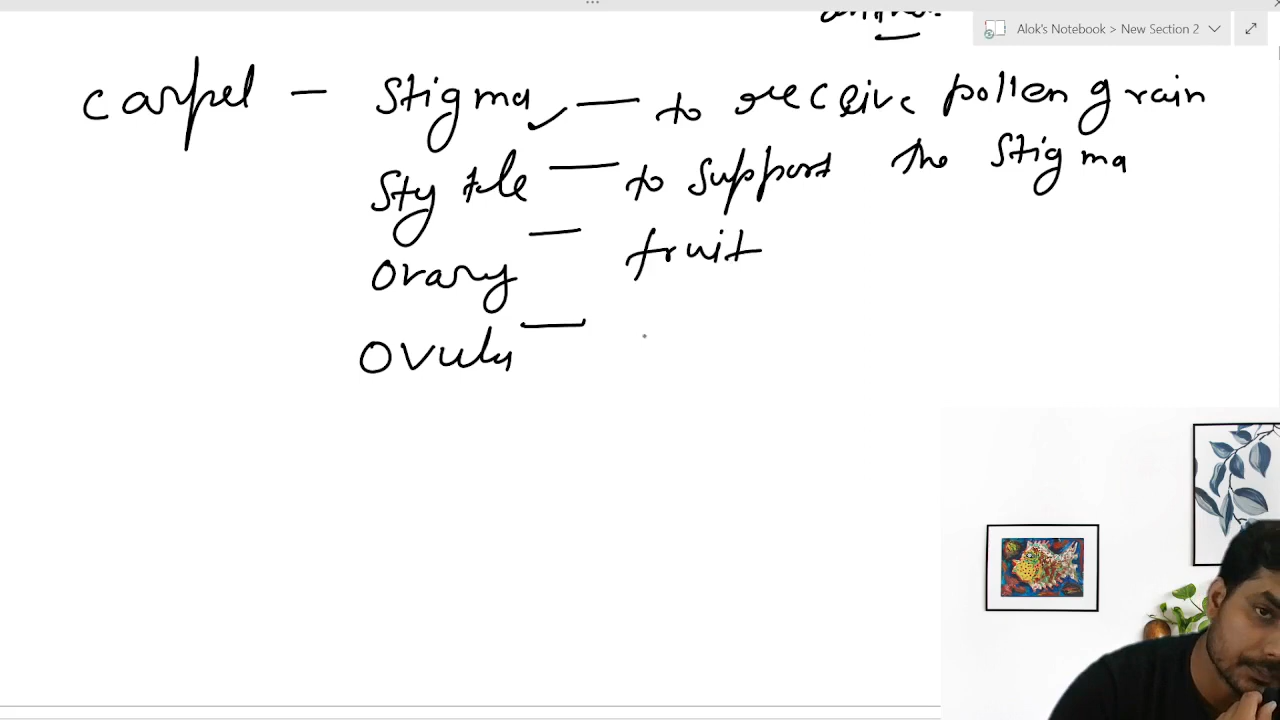 Alok's Notebook > New Section 2
Carpel — Stigma ✓ — to receive pollen grain
Style — to support the Stigma
Ovary — fruit
Ovule —